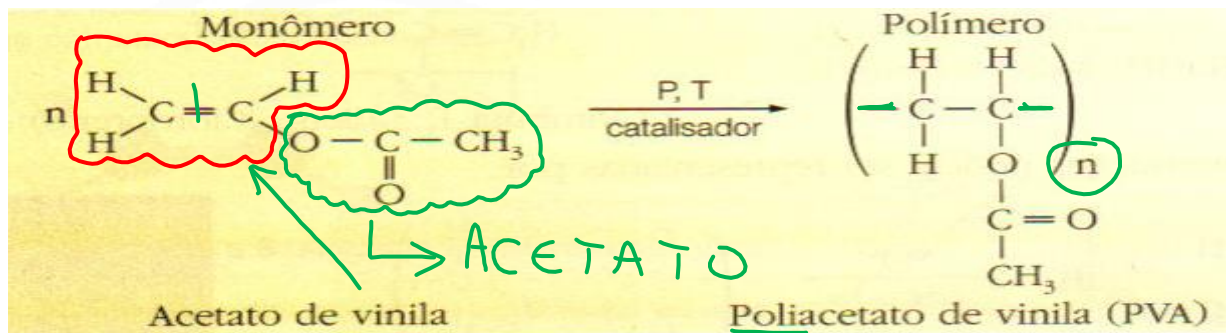 Monômero
Polímero
H H
n C = C
H O — C — CH₃
O
P, T
catalisador
H H
— C — C —
H O n
C = O
CH₃
ACETATO
Acetato de vinila
Poliacetato de vinila (PVA)